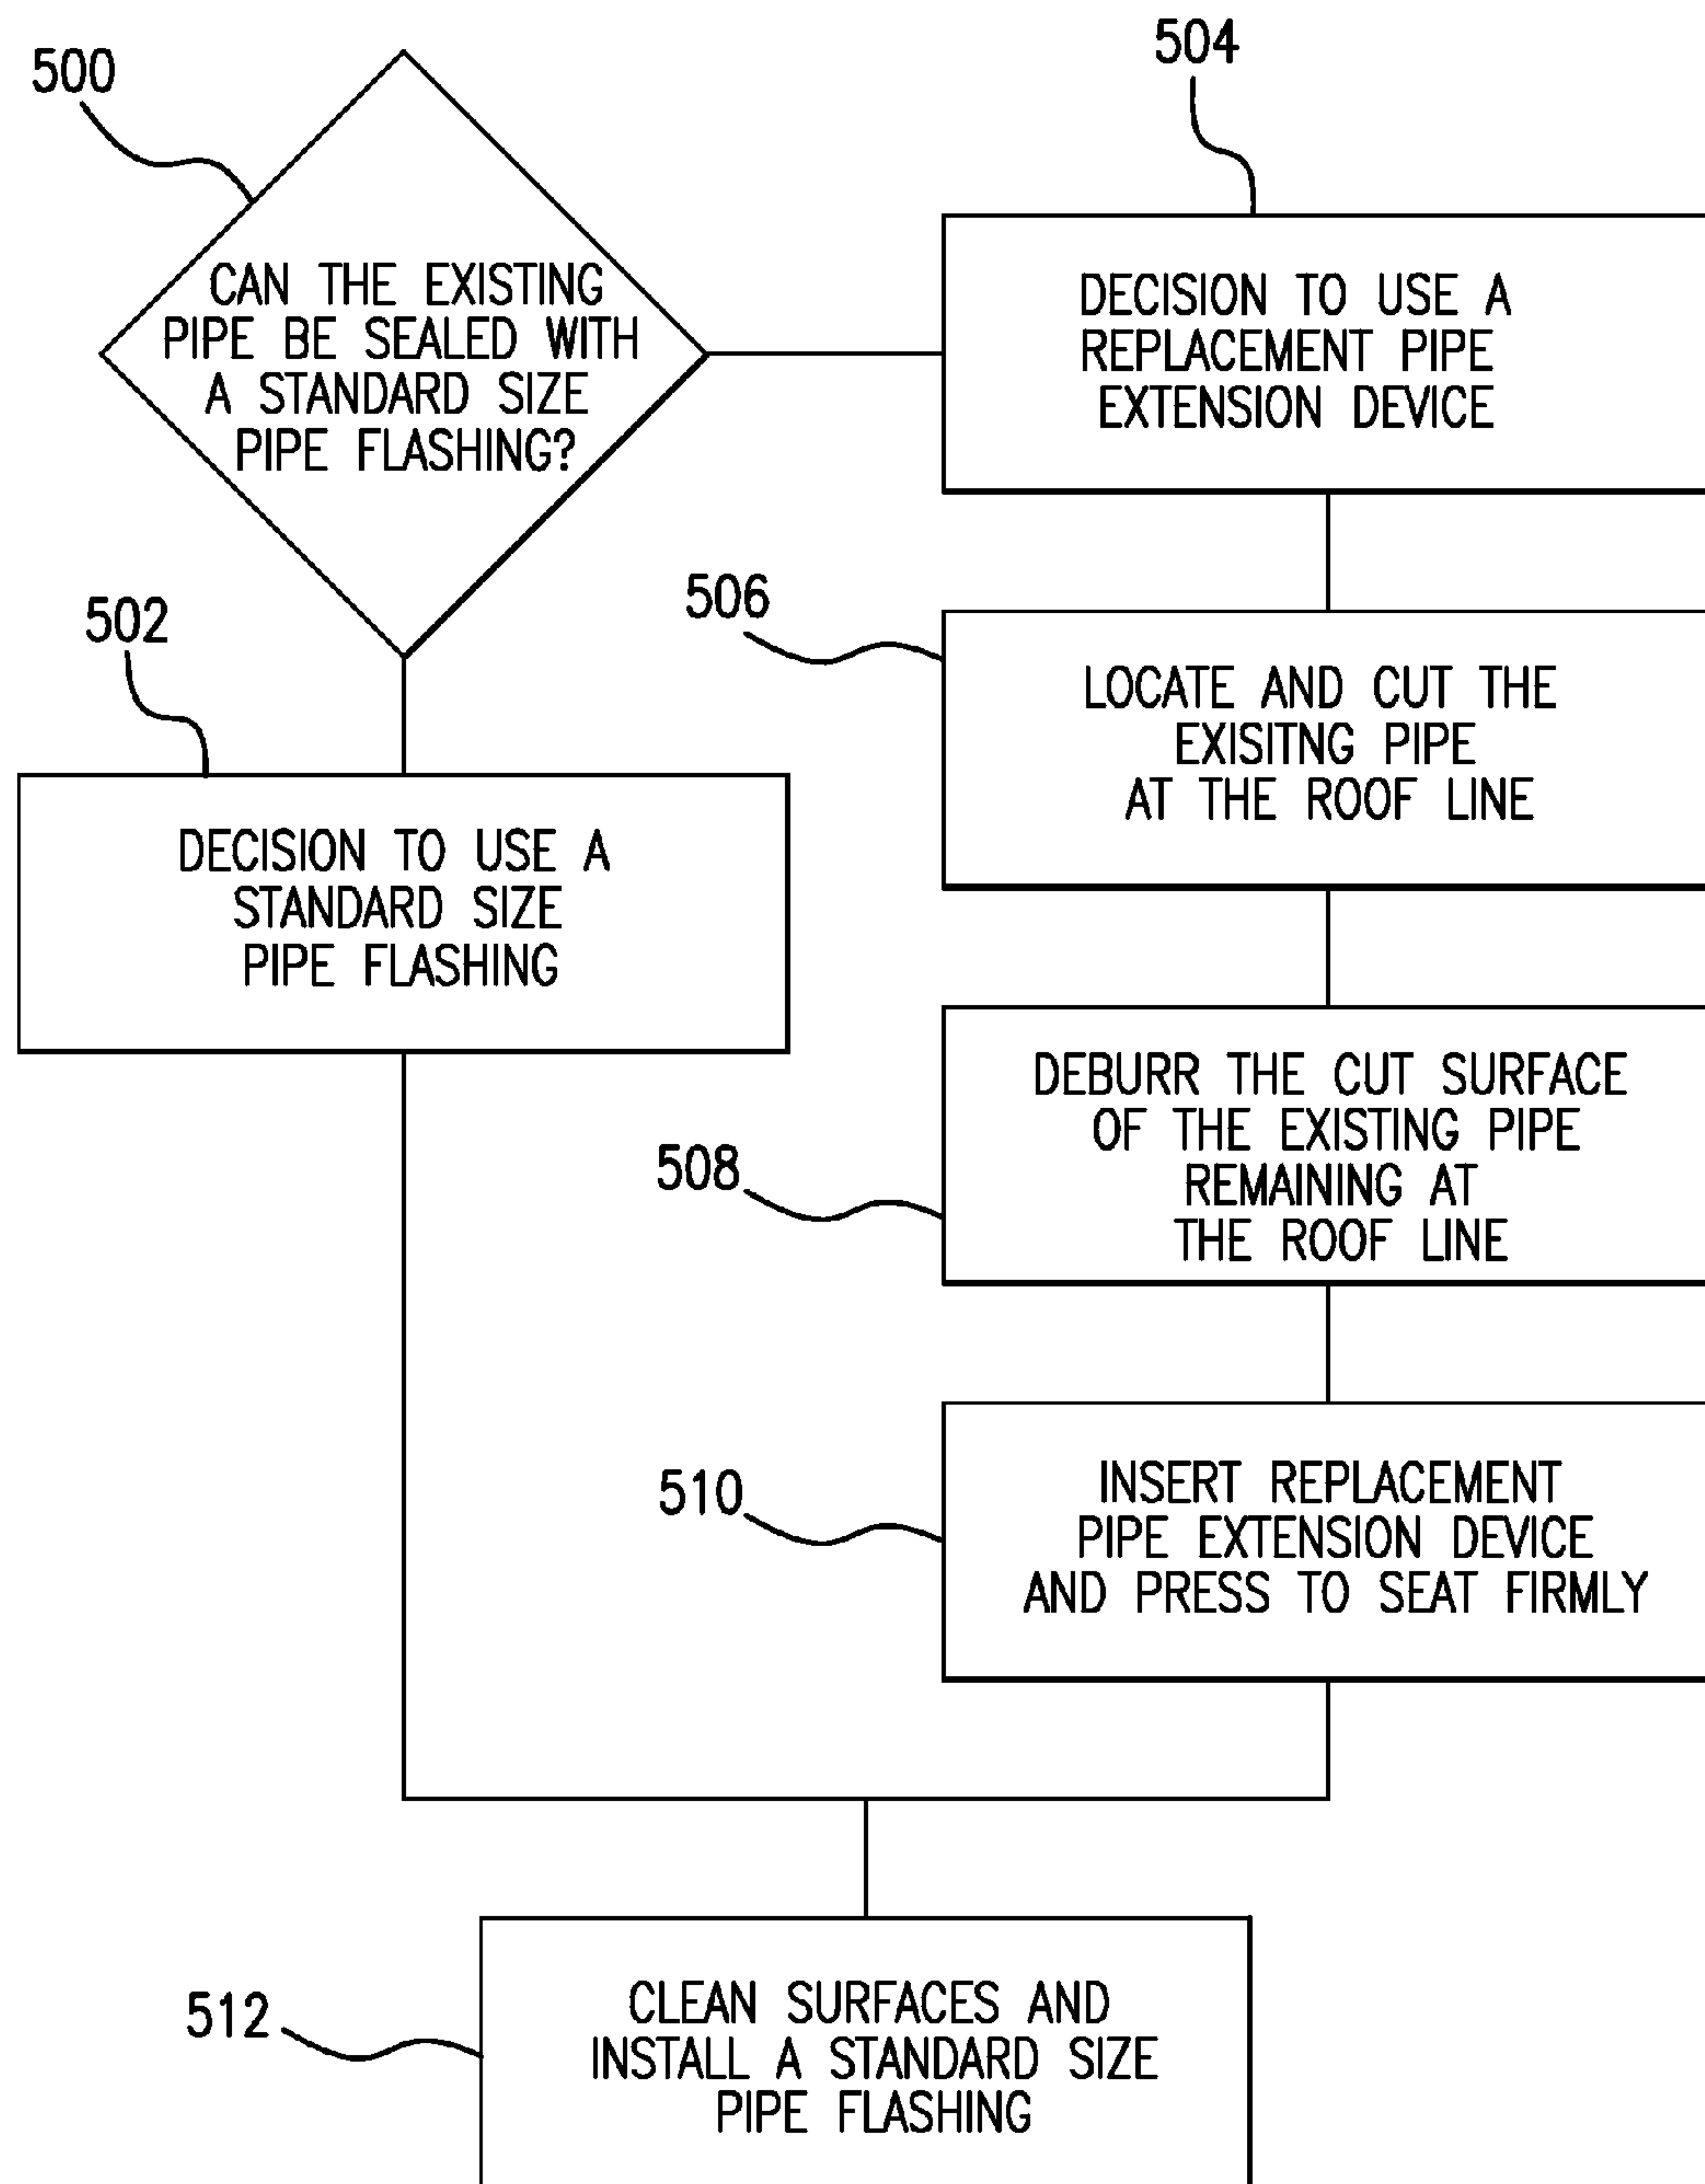 500
CAN THE EXISTING
PIPE BE SEALED WITH
A STANDARD SIZE
PIPE FLASHING?
504
DECISION TO USE A
REPLACEMENT PIPE
EXTENSION DEVICE
502
DECISION TO USE A
STANDARD SIZE
PIPE FLASHING
506
LOCATE AND CUT THE
EXISITNG PIPE
AT THE ROOF LINE
508
DEBURR THE CUT SURFACE
OF THE EXISTING PIPE
REMAINING AT
THE ROOF LINE
510
INSERT REPLACEMENT
PIPE EXTENSION DEVICE
AND PRESS TO SEAT FIRMLY
512
CLEAN SURFACES AND
INSTALL A STANDARD SIZE
PIPE FLASHING